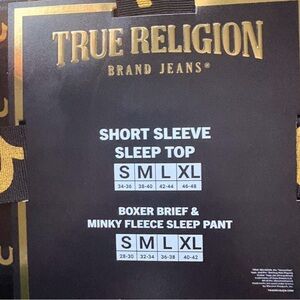 TRUE RELIGION
BRAND JEANS®
SHORT SLEEVE
SLEEP TOP
S M L XL
34-36 38-40 42-44 46-48
BOXER BRIEF &
MINKY FLEECE SLEEP PANT
S M L XL
28-30 32-34 36-38 40-42